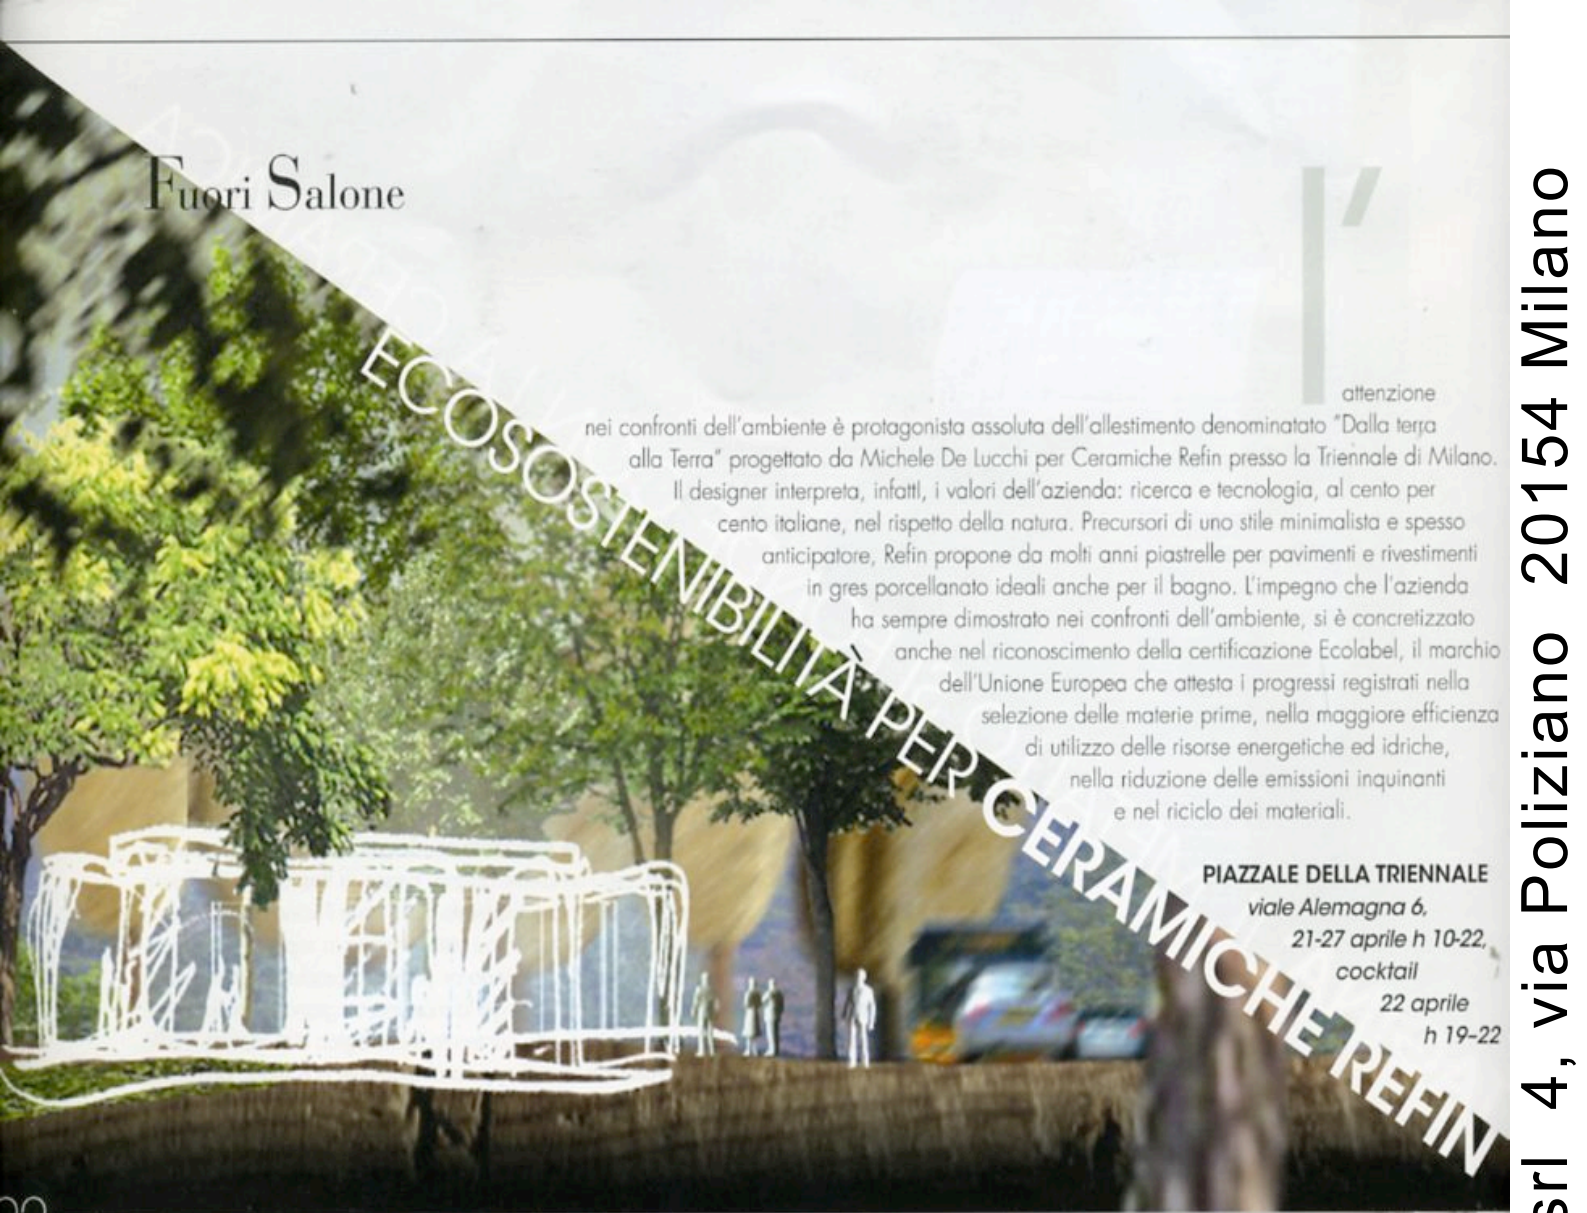 Fuori Salone
ECOSOSTENIBILITÀ PER CERAMICHE REFIN
l'
attenzione
nei confronti dell'ambiente è protagonista assoluta dell'allestimento denominatato "Dalla terra
alla Terra" progettato da Michele De Lucchi per Ceramiche Refin presso la Triennale di Milano.
Il designer interpreta, infatti, i valori dell'azienda: ricerca e tecnologia, al cento per
cento italiane, nel rispetto della natura. Precursori di uno stile minimalista e spesso
anticipatore, Refin propone da molti anni piastrelle per pavimenti e rivestimenti
in gres porcellanato ideali anche per il bagno. L'impegno che l'azienda
ha sempre dimostrato nei confronti dell'ambiente, si è concretizzato
anche nel riconoscimento della certificazione Ecolabel, il marchio
dell'Unione Europea che attesta i progressi registrati nella
selezione delle materie prime, nella maggiore efficienza
di utilizzo delle risorse energetiche ed idriche,
nella riduzione delle emissioni inquinanti
e nel riciclo dei materiali.
PIAZZALE DELLA TRIENNALE
viale Alemagna 6,
21-27 aprile h 10-22,
cocktail
22 aprile
h 19-22
srl 4, via Poliziano 20154 Milano